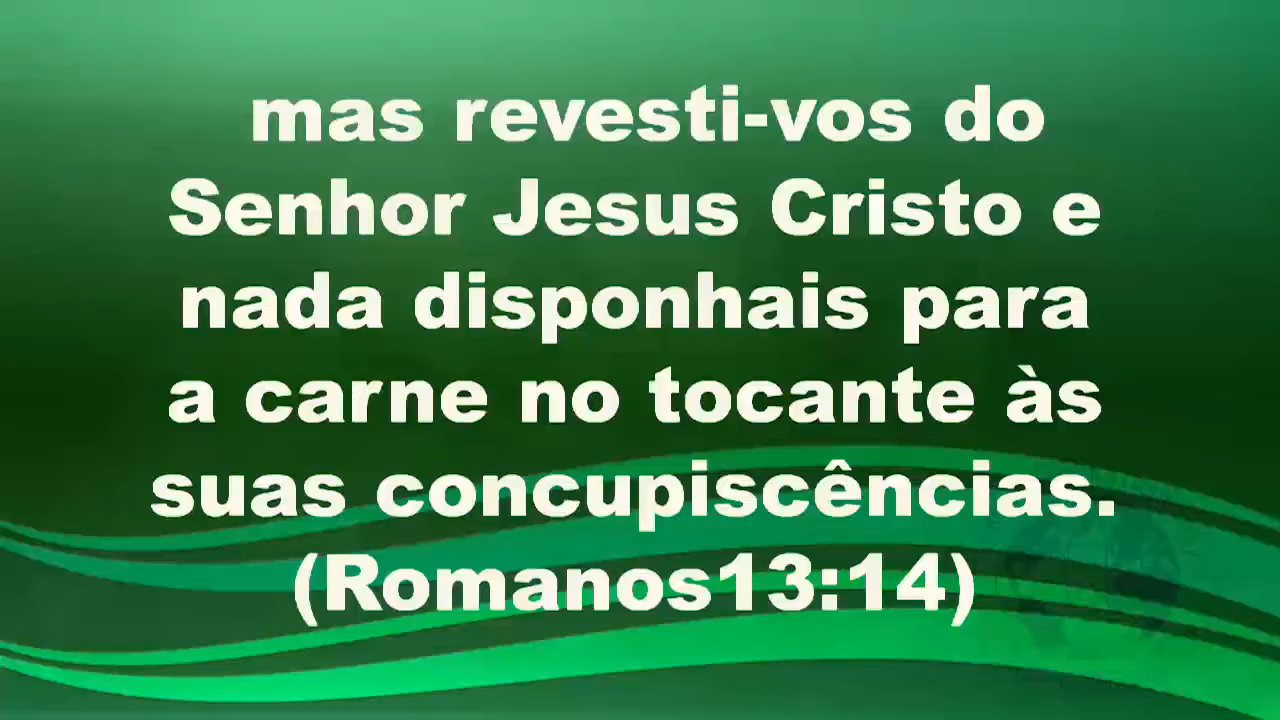 mas revesti-vos do
Senhor Jesus Cristo e
nada disponhais para
a carne no tocante às
suas concupiscências.
(Romanos13:14)